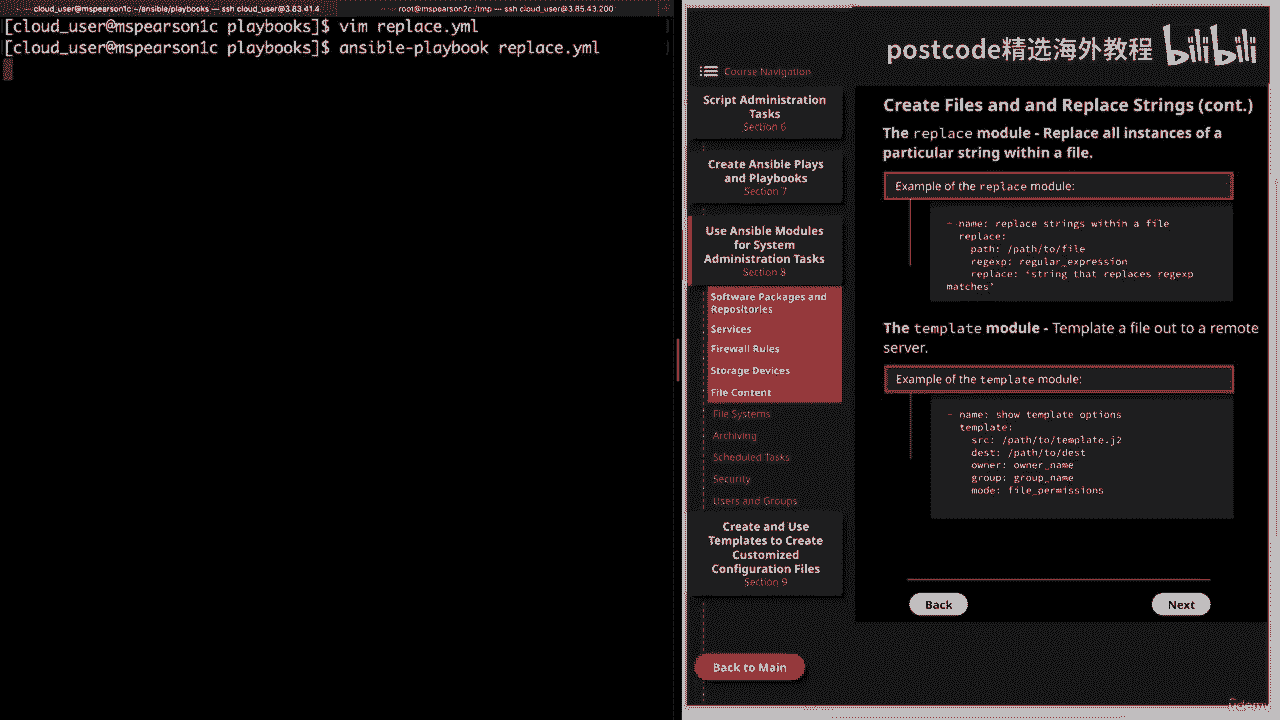 cloud_user@mspearson1c:~/ansible/playbooks — ssh cloud_user@3.83.41.4
root@mspearson2c:/tmp — ssh cloud_user@3.85.43.200
[cloud_user@mspearson1c playbooks]$ vim replace.yml
[cloud_user@mspearson1c playbooks]$ ansible-playbook replace.yml
postcode精选海外教程 bilibili
Course Navigation
Script Administration
Tasks
Section 6
Create Ansible Plays
and Playbooks
Section 7
Use Ansible Modules
for System
Administration Tasks
Section 8
Software Packages and
Repositories
Services
Firewall Rules
Storage Devices
File Content
File Systems
Archiving
Scheduled Tasks
Security
Users and Groups
Create and Use
Templates to Create
Customized
Configuration Files
Section 9
Back to Main
Create Files and and Replace Strings (cont.)
The replace module - Replace all instances of a
particular string within a file.
Example of the replace module:
- name: replace strings within a file
replace:
path: /path/to/file
regexp: regular_expression
replace: 'string that replaces regexp
matches'
The template module - Template a file out to a remote
server.
Example of the template module:
- name: show template options
template:
src: /path/to/template.j2
dest: /path/to/dest
owner: owner_name
group: group_name
mode: file_permissions
Back
Next